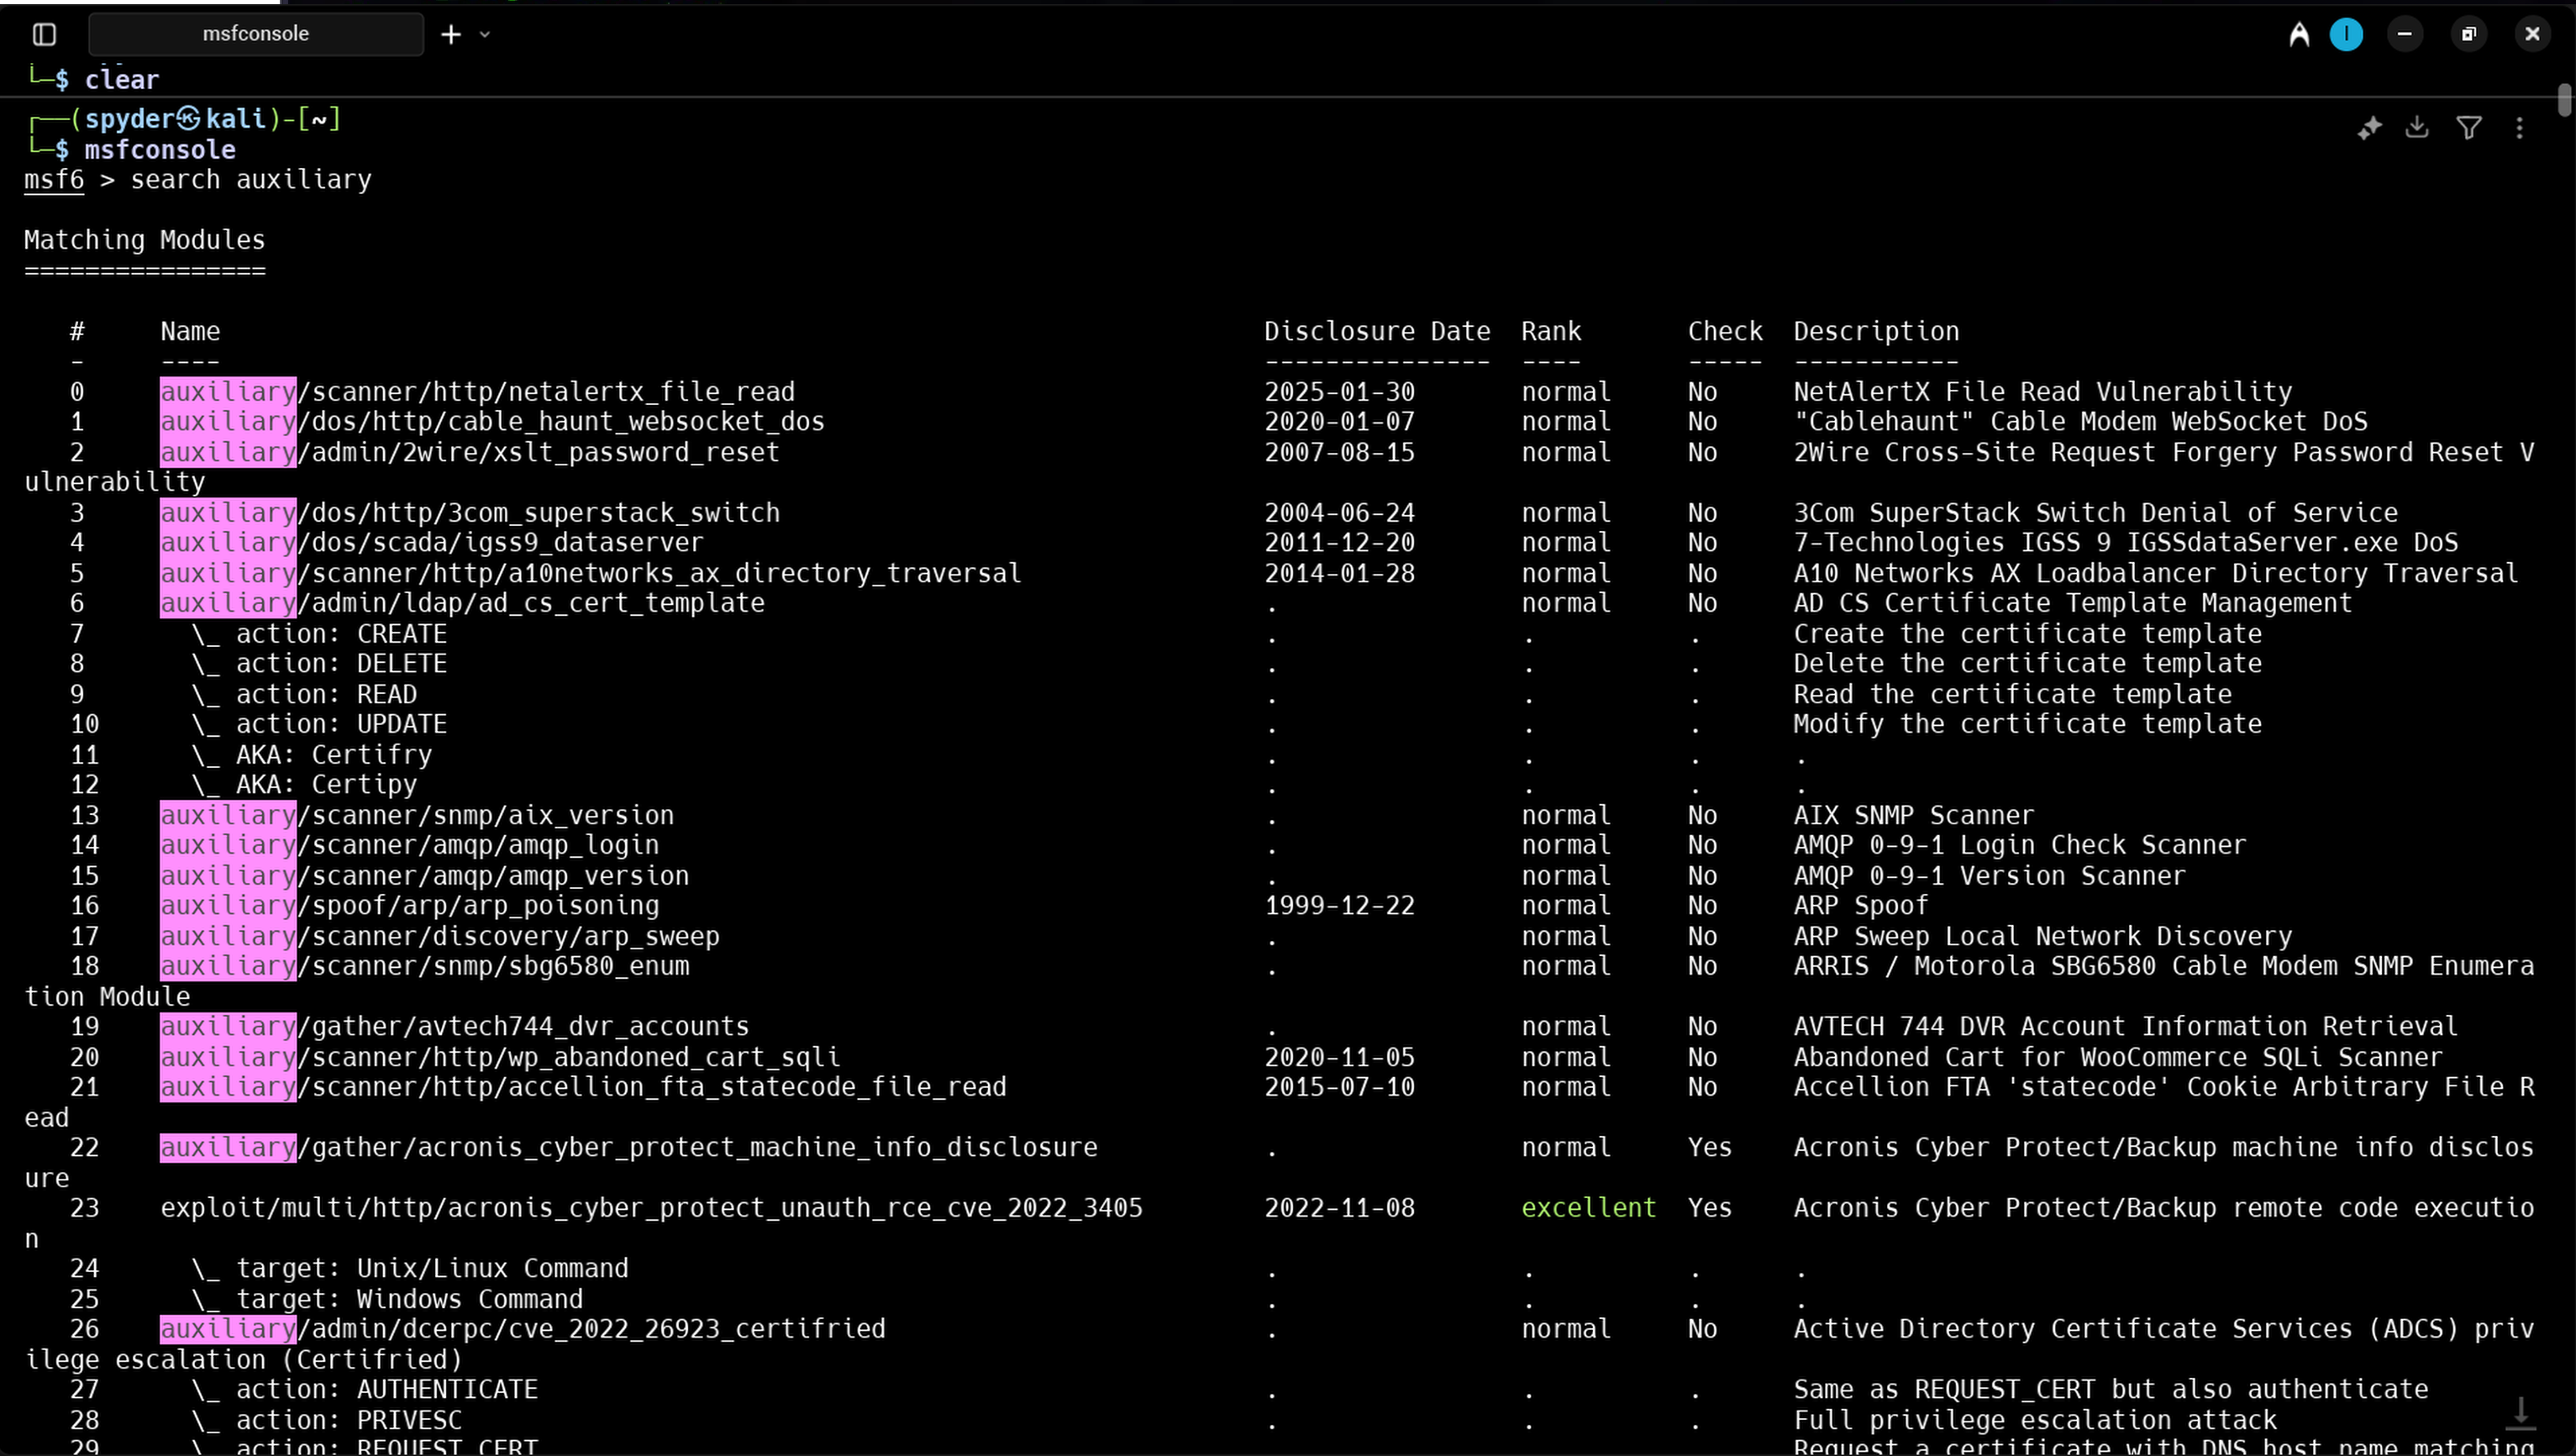 msfconsole
└─$ clear
┌──(spyder㉿kali)-[~]
└─$ msfconsole
msf6 > search auxiliary
Matching Modules
================
#     Name                                                                     Disclosure Date  Rank       Check  Description
-     ----                                                                     ---------------  ----       -----  -----------
0     auxiliary/scanner/http/netalertx_file_read                               2025-01-30       normal     No     NetAlertX File Read Vulnerability
1     auxiliary/dos/http/cable_haunt_websocket_dos                             2020-01-07       normal     No     "Cablehaunt" Cable Modem WebSocket DoS
2     auxiliary/admin/2wire/xslt_password_reset                                2007-08-15       normal     No     2Wire Cross-Site Request Forgery Password Reset V
ulnerability
3     auxiliary/dos/http/3com_superstack_switch                                2004-06-24       normal     No     3Com SuperStack Switch Denial of Service
4     auxiliary/dos/scada/igss9_dataserver                                     2011-12-20       normal     No     7-Technologies IGSS 9 IGSSdataServer.exe DoS
5     auxiliary/scanner/http/a10networks_ax_directory_traversal                2014-01-28       normal     No     A10 Networks AX Loadbalancer Directory Traversal
6     auxiliary/admin/ldap/ad_cs_cert_template                                 .                normal     No     AD CS Certificate Template Management
7       \_ action: CREATE                                                      .                .          .      Create the certificate template
8       \_ action: DELETE                                                      .                .          .      Delete the certificate template
9       \_ action: READ                                                        .                .          .      Read the certificate template
10      \_ action: UPDATE                                                      .                .          .      Modify the certificate template
11      \_ AKA: Certifry                                                       .                .          .      .
12      \_ AKA: Certipy                                                        .                .          .      .
13    auxiliary/scanner/snmp/aix_version                                       .                normal     No     AIX SNMP Scanner
14    auxiliary/scanner/amqp/amqp_login                                        .                normal     No     AMQP 0-9-1 Login Check Scanner
15    auxiliary/scanner/amqp/amqp_version                                      .                normal     No     AMQP 0-9-1 Version Scanner
16    auxiliary/spoof/arp/arp_poisoning                                        1999-12-22       normal     No     ARP Spoof
17    auxiliary/scanner/discovery/arp_sweep                                    .                normal     No     ARP Sweep Local Network Discovery
18    auxiliary/scanner/snmp/sbg6580_enum                                      .                normal     No     ARRIS / Motorola SBG6580 Cable Modem SNMP Enumera
tion Module
19    auxiliary/gather/avtech744_dvr_accounts                                  .                normal     No     AVTECH 744 DVR Account Information Retrieval
20    auxiliary/scanner/http/wp_abandoned_cart_sqli                            2020-11-05       normal     No     Abandoned Cart for WooCommerce SQLi Scanner
21    auxiliary/scanner/http/accellion_fta_statecode_file_read                 2015-07-10       normal     No     Accellion FTA 'statecode' Cookie Arbitrary File R
ead
22    auxiliary/gather/acronis_cyber_protect_machine_info_disclosure           .                normal     Yes    Acronis Cyber Protect/Backup machine info disclos
ure
23    exploit/multi/http/acronis_cyber_protect_unauth_rce_cve_2022_3405        2022-11-08       excellent  Yes    Acronis Cyber Protect/Backup remote code executio
n
24      \_ target: Unix/Linux Command                                          .                .          .      .
25      \_ target: Windows Command                                             .                .          .      .
26    auxiliary/admin/dcerpc/cve_2022_26923_certifried                         .                normal     No     Active Directory Certificate Services (ADCS) priv
ilege escalation (Certifried)
27      \_ action: AUTHENTICATE                                                .                .          .      Same as REQUEST_CERT but also authenticate
28      \_ action: PRIVESC                                                     .                .          .      Full privilege escalation attack
29      \_ action: REQUEST_CERT                                                                                   Request a certificate with DNS host name matching